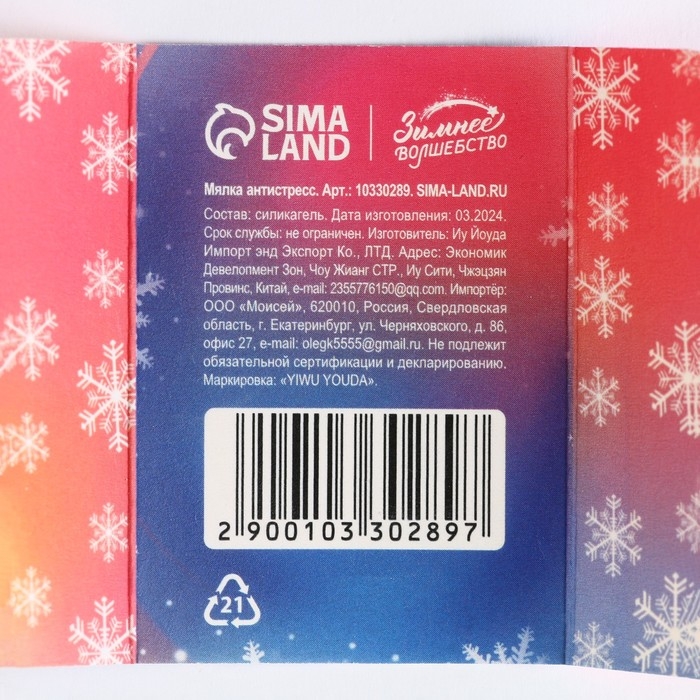 SIMA LAND
Зимнее ВОЛШЕБСТВО
Мялка антистресс. Арт.: 10330289. SIMA-LAND.RU
Состав: силикагель. Дата изготовления: 03.2024.
Срок службы: не ограничен. Изготовитель: Иу Йоуда
Импорт энд Экспорт Ко., ЛТД. Адрес: Экономик
Девелопмент Зон, Чоу Жианг СТР., Иу Сити, Чжэцзян
Провинс, Китай, e-mail: 2355776150@qq.com. Импортёр:
ООО «Моисей», 620010, Россия, Свердловская
область, г. Екатеринбург, ул. Черняховского, д. 86,
офис 27, e-mail: olegk5555@gmail.ru. Не подлежит
обязательной сертификации и декларированию.
Маркировка: «YIWU YOUDA».
2 900103 302897
21